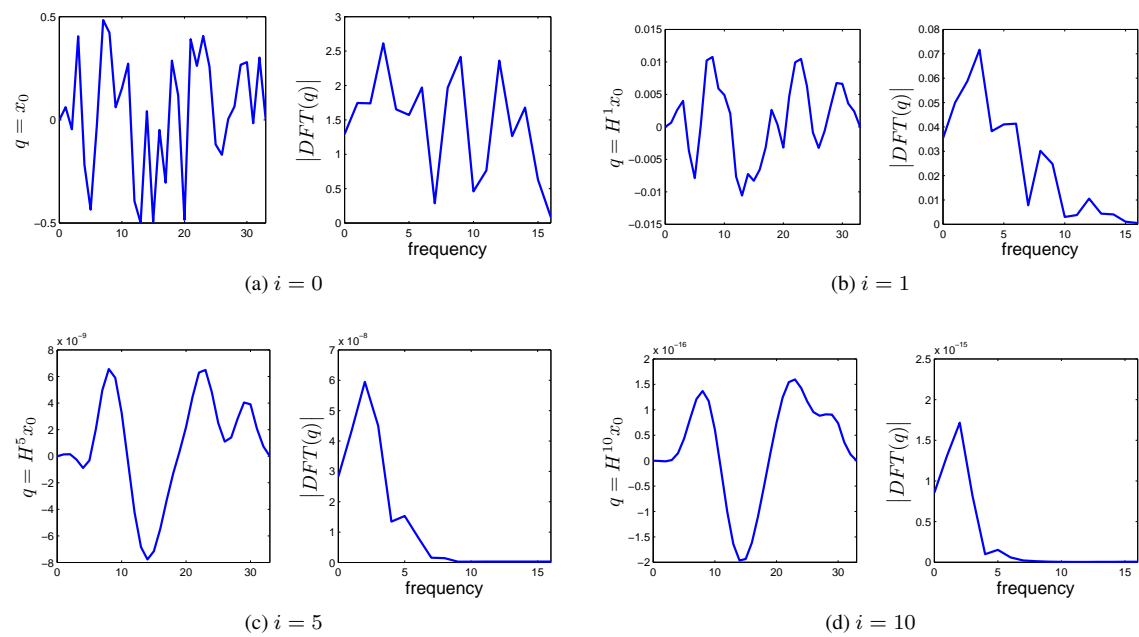 0.5
0
−0.5
0 10 20 30
q = x₀
3
2.5
2
1.5
1
0.5
0
0 5 10 15
|DFT(q)|
frequency
(a) i = 0
0.015
0.01
0.005
0
−0.005
−0.01
−0.015
0 10 20 30
q = H¹x₀
0.08
0.07
0.06
0.05
0.04
0.03
0.02
0.01
0
0 5 10 15
|DFT(q)|
frequency
(b) i = 1
x 10⁻⁹
8
6
4
2
0
−2
−4
−6
−8
0 10 20 30
q = H⁵x₀
x 10⁻⁸
7
6
5
4
3
2
1
0
0 5 10 15
|DFT(q)|
frequency
(c) i = 5
x 10⁻¹⁶
2
1.5
1
0.5
0
−0.5
−1
−1.5
−2
0 10 20 30
q = H¹⁰x₀
x 10⁻¹⁵
2.5
2
1.5
1
0.5
0
0 5 10 15
|DFT(q)|
frequency
(d) i = 10